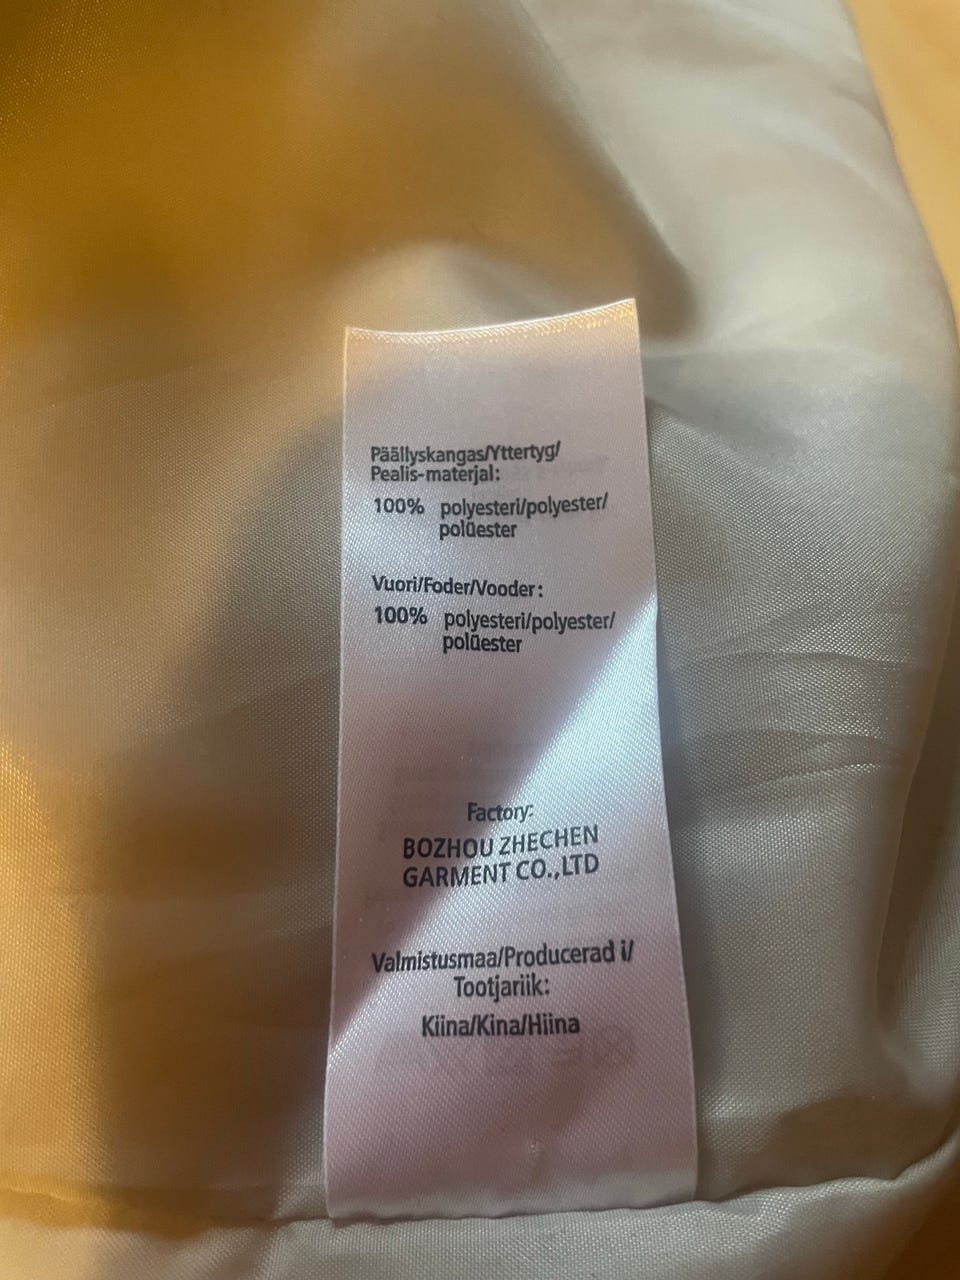 Päällyskangas/Yttertyg/
Pealis-materjal:
100% polyesteri/polyester/
polüester
Vuori/Foder/Vooder:
100% polyesteri/polyester/
polüester
Factory:
BOZHOU ZHECHEN
GARMENT CO.,LTD
Valmistusmaa/Producerad i/
Tootjariik:
Kiina/Kina/Hiina